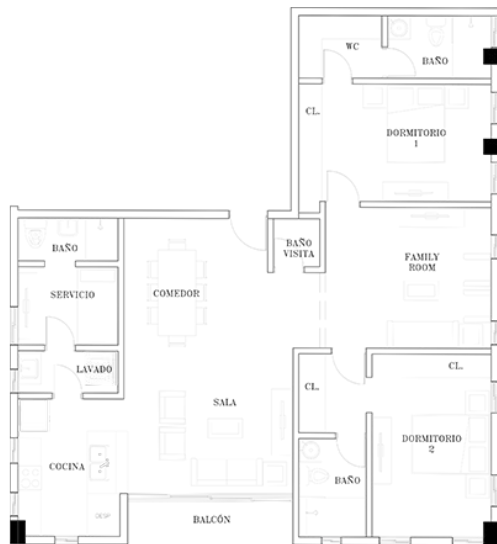 WC
BAÑO
CL.
DORMITORIO
1
BAÑO
BAÑO
VISITA
FAMILY
ROOM
SERVICIO
COMEDOR
LAVADO
CL.
CL.
SALA
DORMITORIO
2
COCINA
BAÑO
DESP
BALCÓN